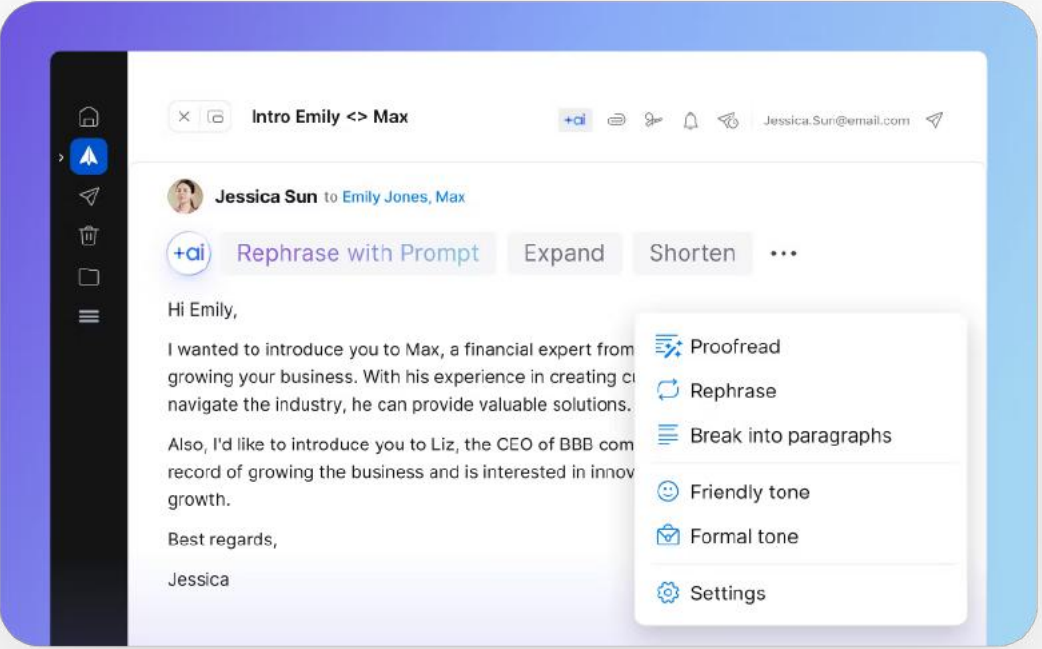 Intro Emily <> Max
+ai
Jessica.Sun@email.com
Jessica Sun to Emily Jones, Max
+ai Rephrase with Prompt Expand Shorten ...
Hi Emily,
I wanted to introduce you to Max, a financial expert from
growing your business. With his experience in creating
navigate the industry, he can provide valuable solutions.
Also, I'd like to introduce you to Liz, the CEO of BBB
record of growing the business and is interested in
growth.
Best regards,
Jessica
Proofread
Rephrase
Break into paragraphs
Friendly tone
Formal tone
Settings